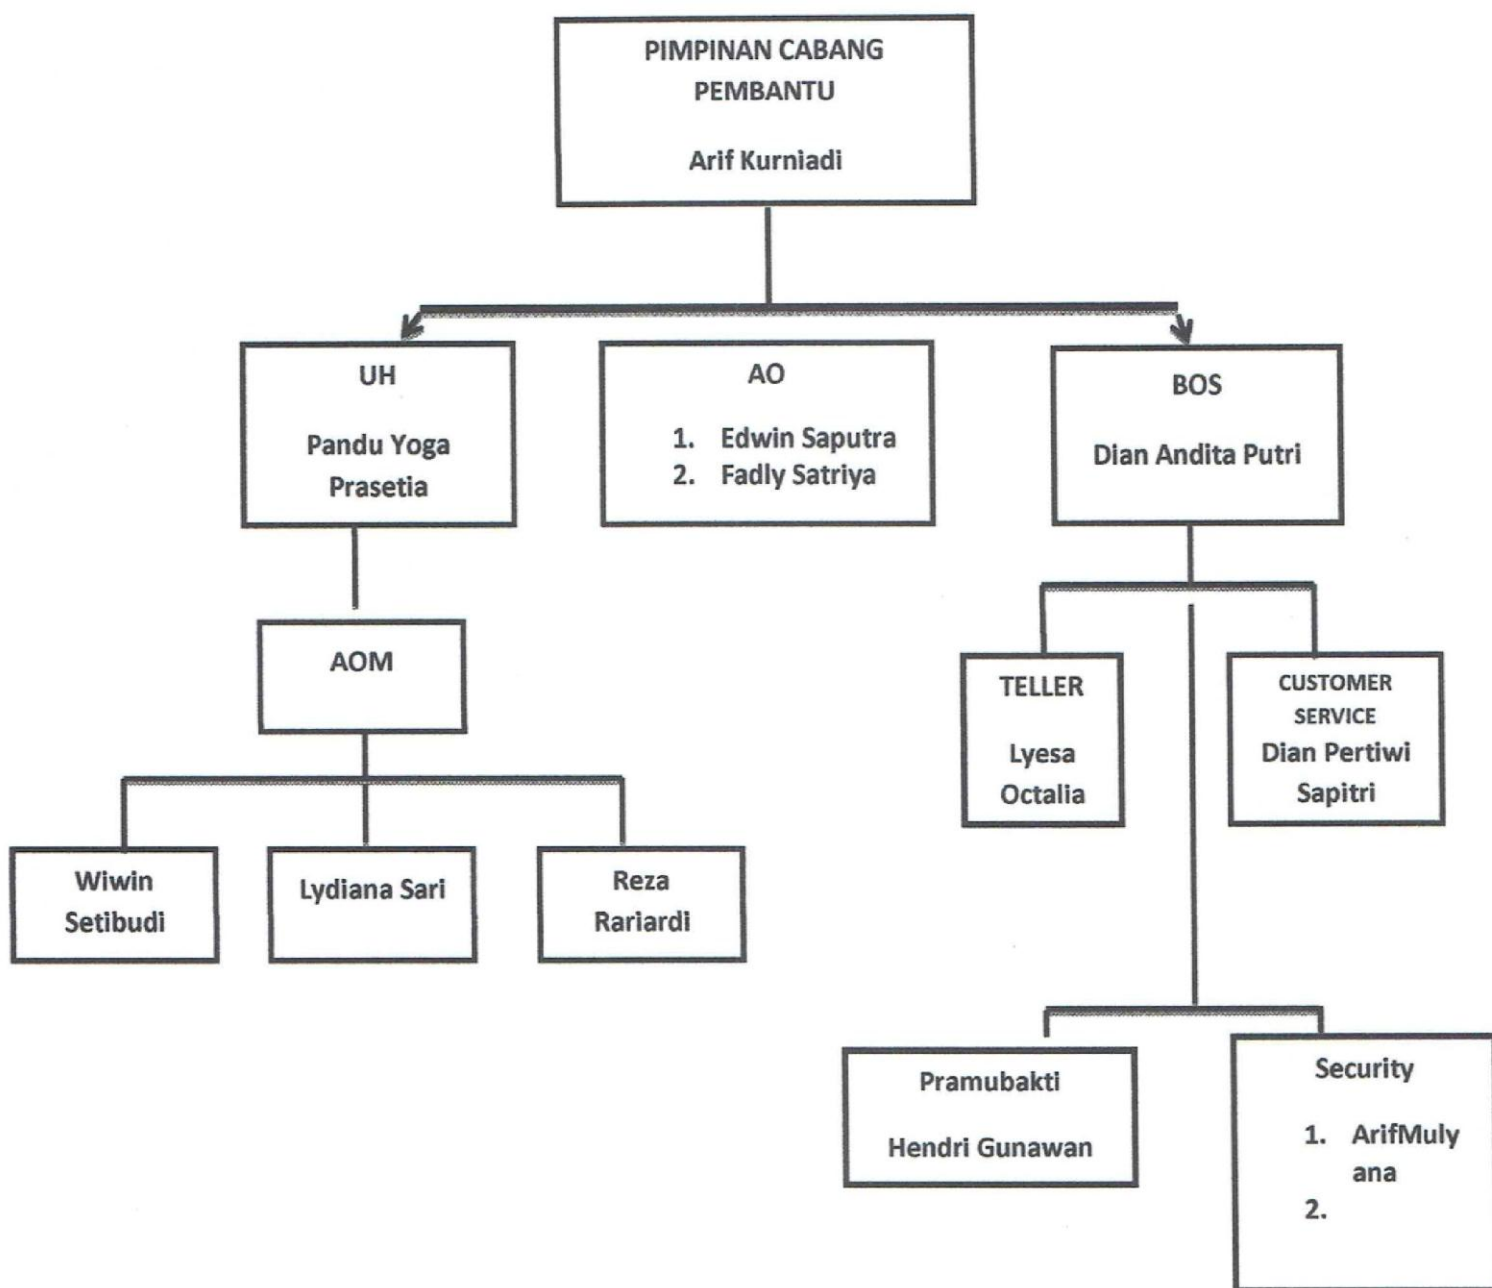 PIMPINAN CABANG
PEMBANTU
Arif Kurniadi
UH
Pandu Yoga
Prasetia
AO
1. Edwin Saputra
2. Fadly Satriya
BOS
Dian Andita Putri
AOM
TELLER
Lyesa
Octalia
CUSTOMER
SERVICE
Dian Pertiwi
Sapitri
Wiwin
Setibudi
Lydiana Sari
Reza
Rariardi
Pramubakti
Hendri Gunawan
Security
1. ArifMuly
ana
2.